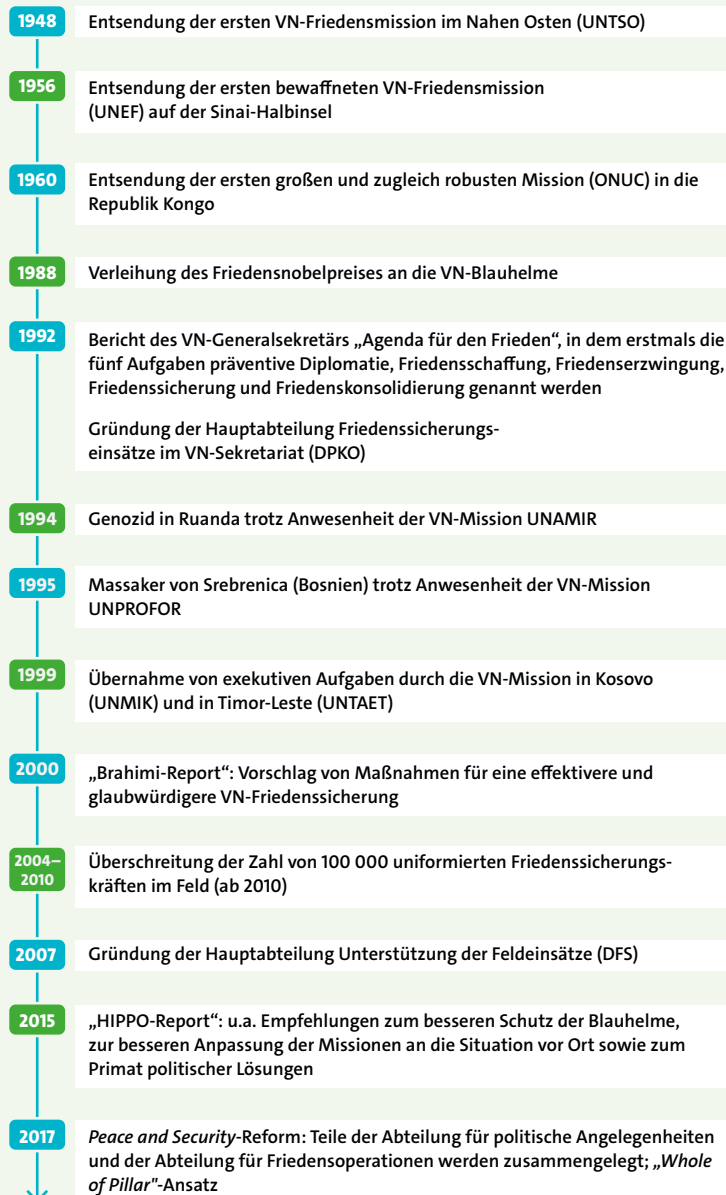 1948
Entsendung der ersten VN-Friedensmission im Nahen Osten (UNTSO)
1956
Entsendung der ersten bewaffneten VN-Friedensmission
(UNEF) auf der Sinai-Halbinsel
1960
Entsendung der ersten großen und zugleich robusten Mission (ONUC) in die
Republik Kongo
1988
Verleihung des Friedensnobelpreises an die VN-Blauhelme
1992
Bericht des VN-Generalsekretärs „Agenda für den Frieden“, in dem erstmals die
fünf Aufgaben präventive Diplomatie, Friedensschaffung, Friedenserzwingung,
Friedenssicherung und Friedenskonsolidierung genannt werden
Gründung der Hauptabteilung Friedenssicherungs-
einsätze im VN-Sekretariat (DPKO)
1994
Genozid in Ruanda trotz Anwesenheit der VN-Mission UNAMIR
1995
Massaker von Srebrenica (Bosnien) trotz Anwesenheit der VN-Mission
UNPROFOR
1999
Übernahme von exekutiven Aufgaben durch die VN-Mission in Kosovo
(UNMIK) und in Timor-Leste (UNTAET)
2000
„Brahimi-Report“: Vorschlag von Maßnahmen für eine effektivere und
glaubwürdigere VN-Friedenssicherung
2004–
2010
Überschreitung der Zahl von 100 000 uniformierten Friedenssicherungs-
kräften im Feld (ab 2010)
2007
Gründung der Hauptabteilung Unterstützung der Feldeinsätze (DFS)
2015
„HIPPO-Report“: u.a. Empfehlungen zum besseren Schutz der Blauhelme,
zur besseren Anpassung der Missionen an die Situation vor Ort sowie zum
Primat politischer Lösungen
2017
Peace and Security-Reform: Teile der Abteilung für politische Angelegenheiten
und der Abteilung für Friedensoperationen werden zusammengelegt; „Whole
of Pillar"-Ansatz